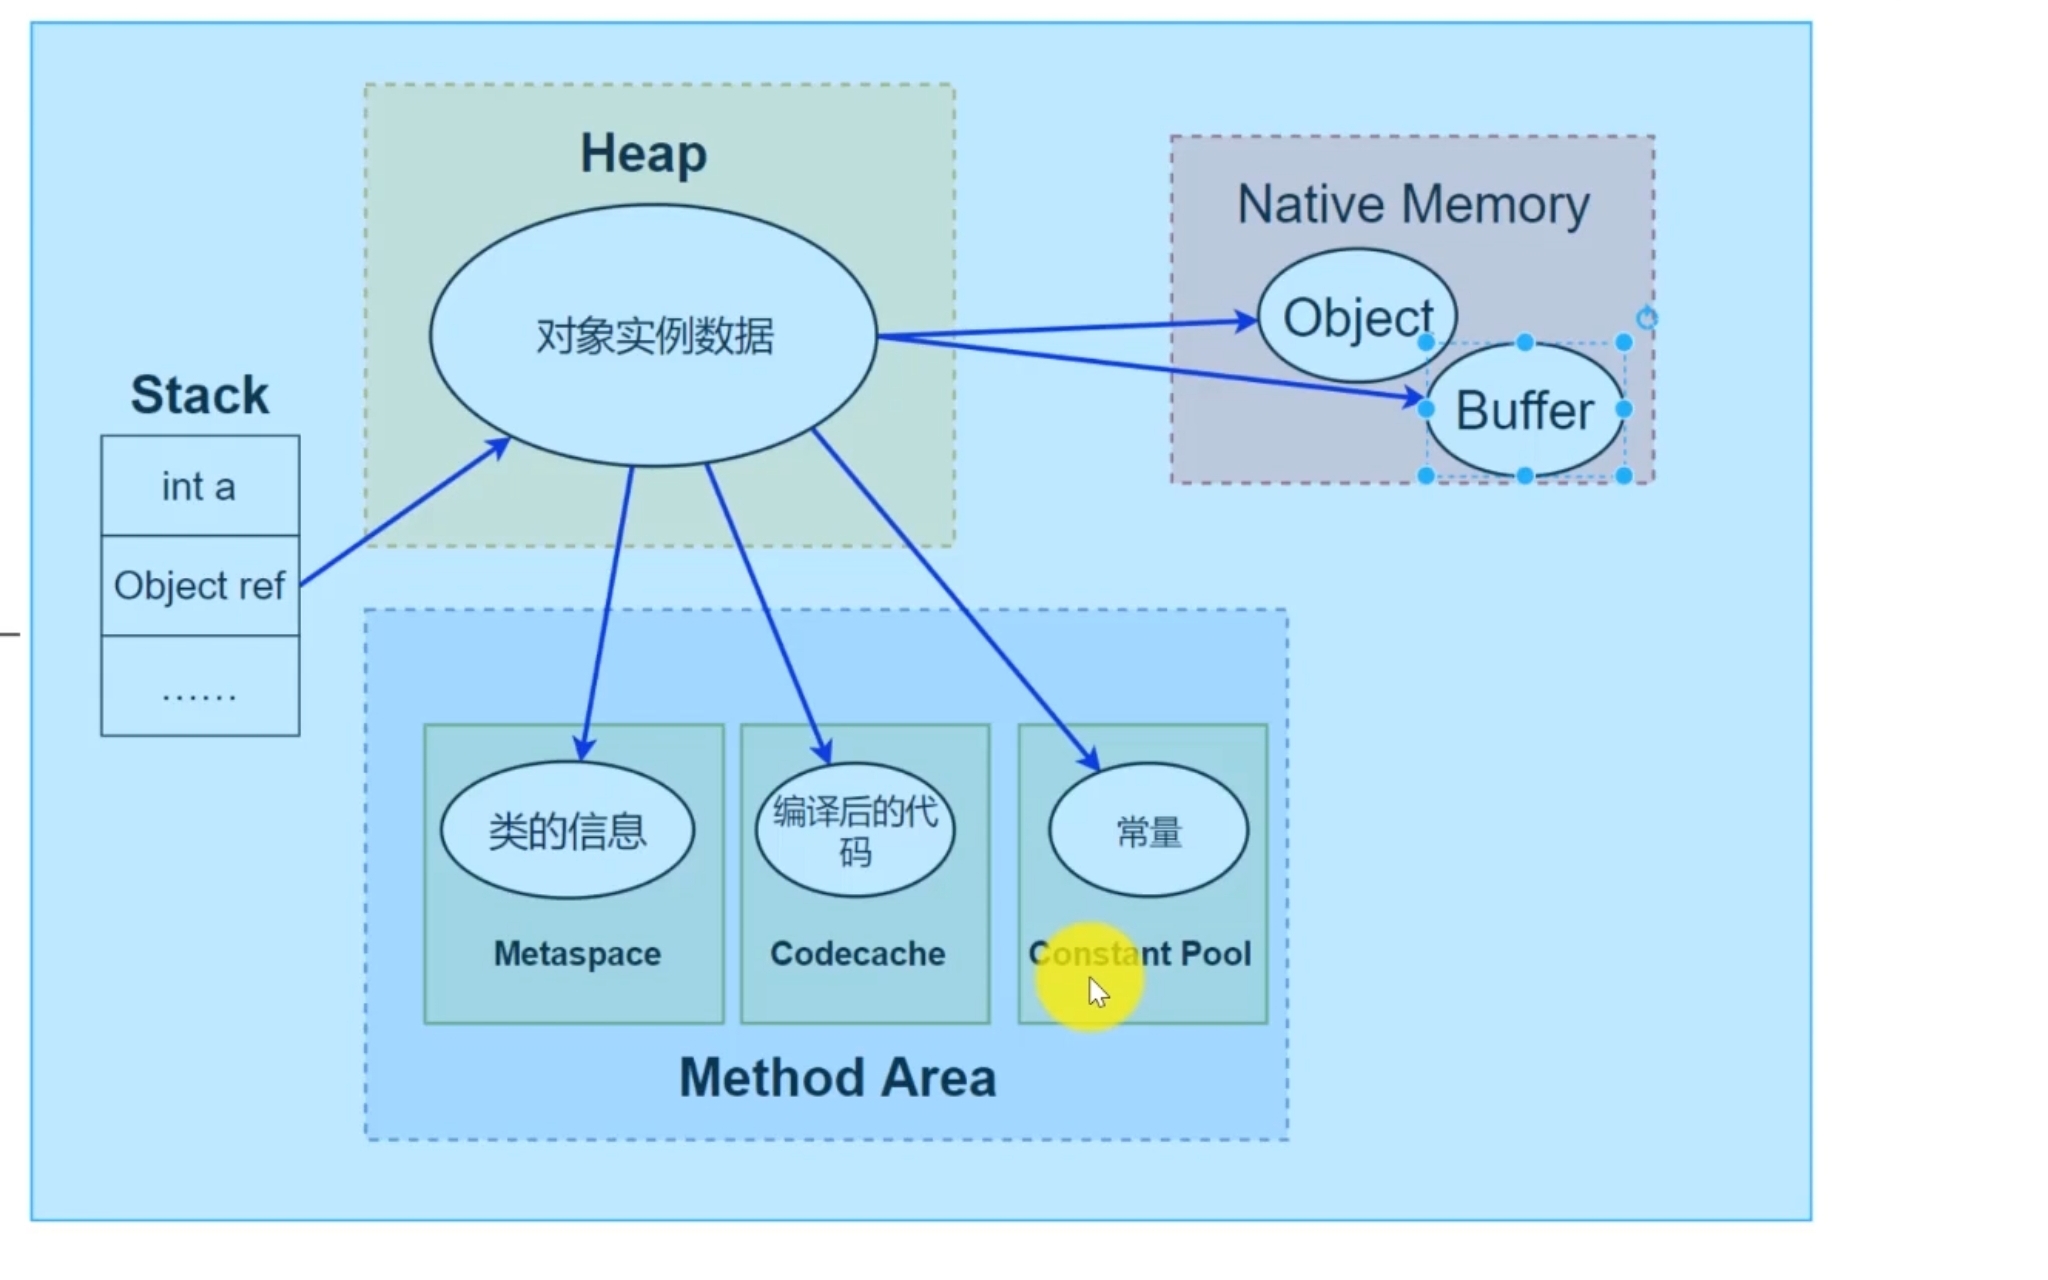 Heap
对象实例数据
Native Memory
Object
Buffer
Stack
int a
Object ref
......
类的信息
Metaspace
编译后的代
码
Codecache
常量
Constant Pool
Method Area